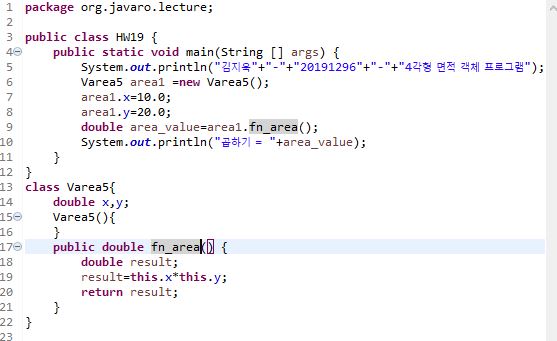 1 package org.javaro.lecture;
2
3 public class HW19 {
4 public static void main(String [] args) {
5 System.out.println("김지욱"+"-"+"20191296"+"-"+"4각형 면적 객체 프로그램");
6 Varea5 area1 =new Varea5();
7 area1.x=10.0;
8 area1.y=20.0;
9 double area_value=area1.fn_area();
10 System.out.println("곱하기 = "+area_value);
11 }
12 }
13 class Varea5{
14 double x,y;
15 Varea5(){
16 }
17 public double fn_area() {
18 double result;
19 result=this.x*this.y;
20 return result;
21 }
22 }
23